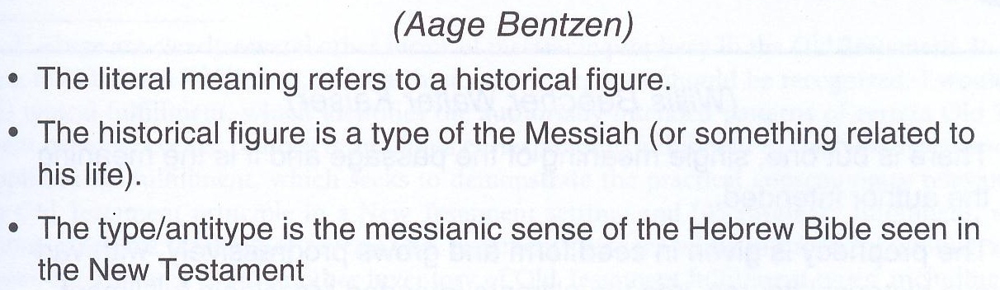 (Aage Bentzen)
• The literal meaning refers to a historical figure.
• The historical figure is a type of the Messiah (or something related to
his life).
• The type/antitype is the messianic sense of the Hebrew Bible seen in
the New Testament